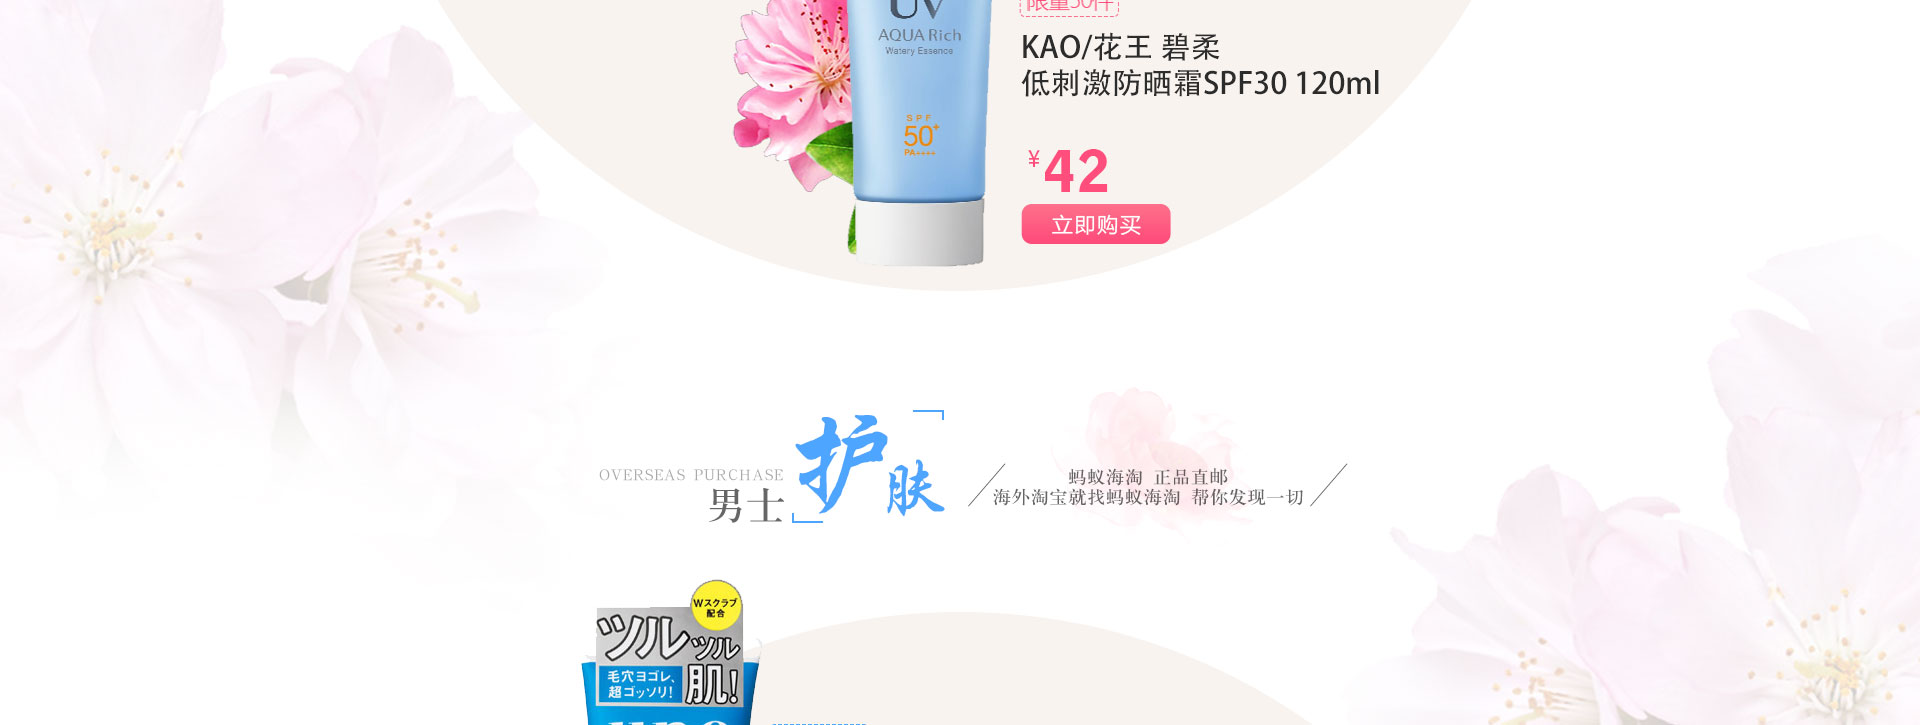 限量50件
UV
AQUA Rich
Watery Essence
SPF
50+
PA++++
KAO/花王 碧柔
低刺激防晒霜SPF30 120ml
¥42
立即购买
OVERSEAS PURCHASE
男士
护肤
蚂蚁海淘 正品直邮
海外淘宝就找蚂蚁海淘 帮你发现一切
Wスクラブ
配合
ツルツル
肌!
毛穴ヨゴレ、
超ゴッソリ!